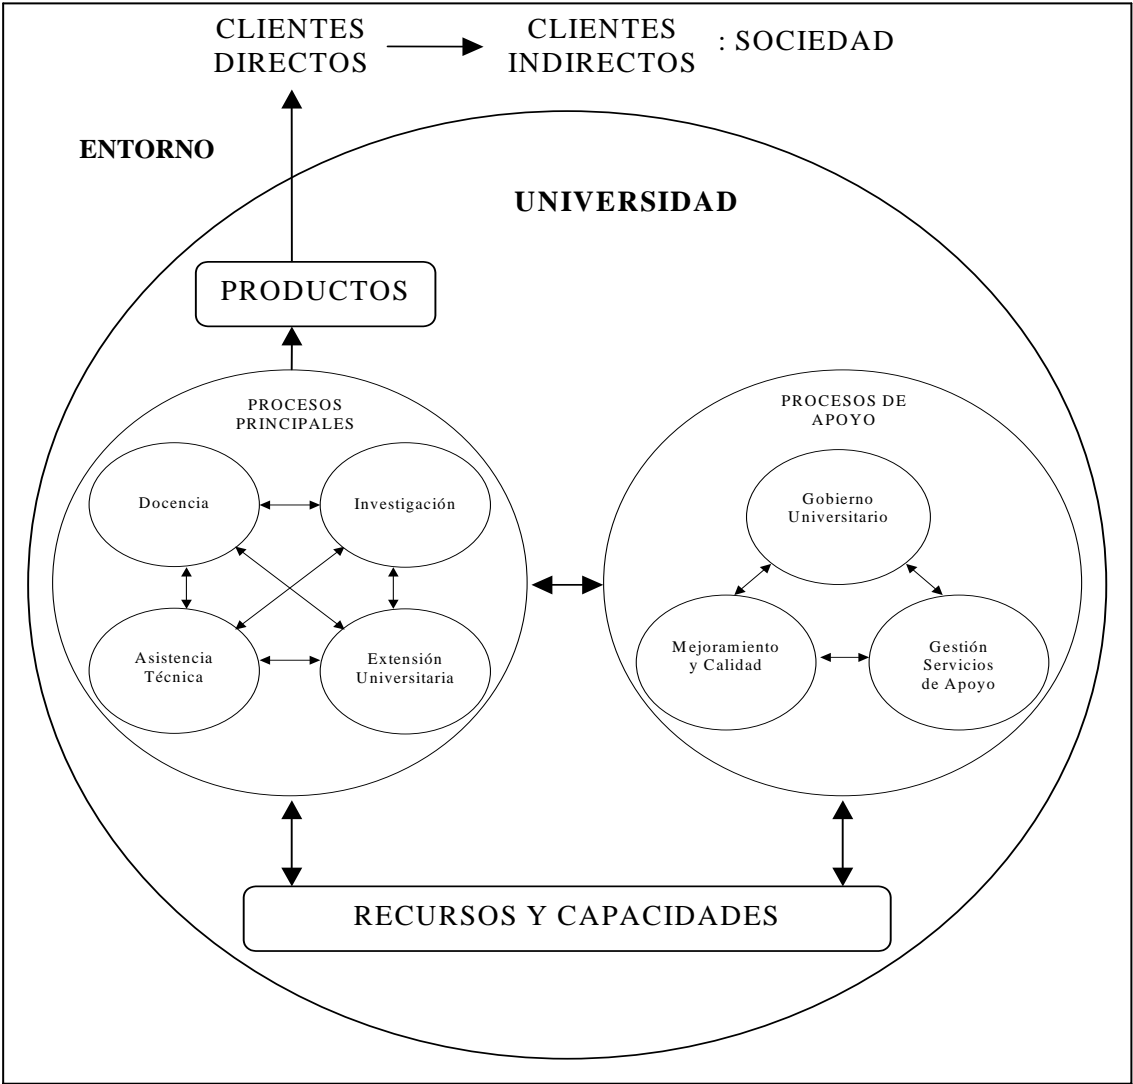 CLIENTES
DIRECTOS
CLIENTES
INDIRECTOS
: SOCIEDAD
ENTORNO
UNIVERSIDAD
PRODUCTOS
PROCESOS
PRINCIPALES
Docencia
Investigación
Asistencia
Técnica
Extensión
Universitaria
PROCESOS DE
APOYO
Gobierno
Universitario
Mejoramiento
y Calidad
Gestión
Servicios
de Apoyo
RECURSOS Y CAPACIDADES